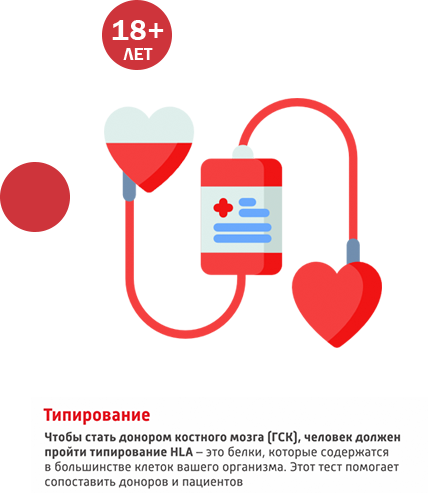 18+
ЛЕТ
Типирование
Чтобы стать донором костного мозга (ГСК), человек должен
пройти типирование HLA – это белки, которые содержатся
в большинстве клеток вашего организма. Этот тест помогает
сопоставить доноров и пациентов